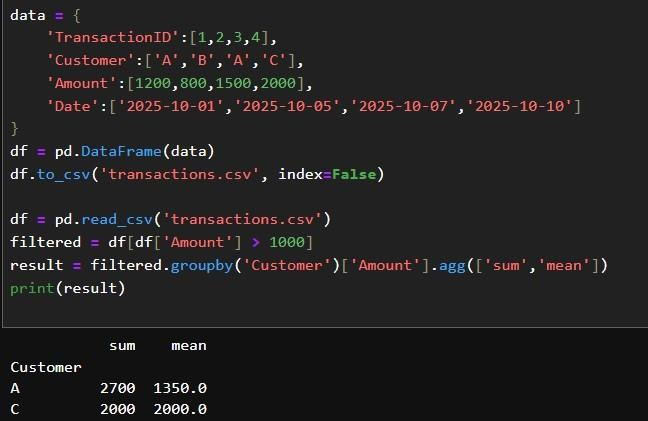 data = {
    'TransactionID':[1,2,3,4],
    'Customer':['A','B','A','C'],
    'Amount':[1200,800,1500,2000],
    'Date':['2025-10-01','2025-10-05','2025-10-07','2025-10-10']
}
df = pd.DataFrame(data)
df.to_csv('transactions.csv', index=False)

df = pd.read_csv('transactions.csv')
filtered = df[df['Amount'] > 1000]
result = filtered.groupby('Customer')['Amount'].agg(['sum','mean'])
print(result)

           sum    mean
Customer
A         2700  1350.0
C         2000  2000.0